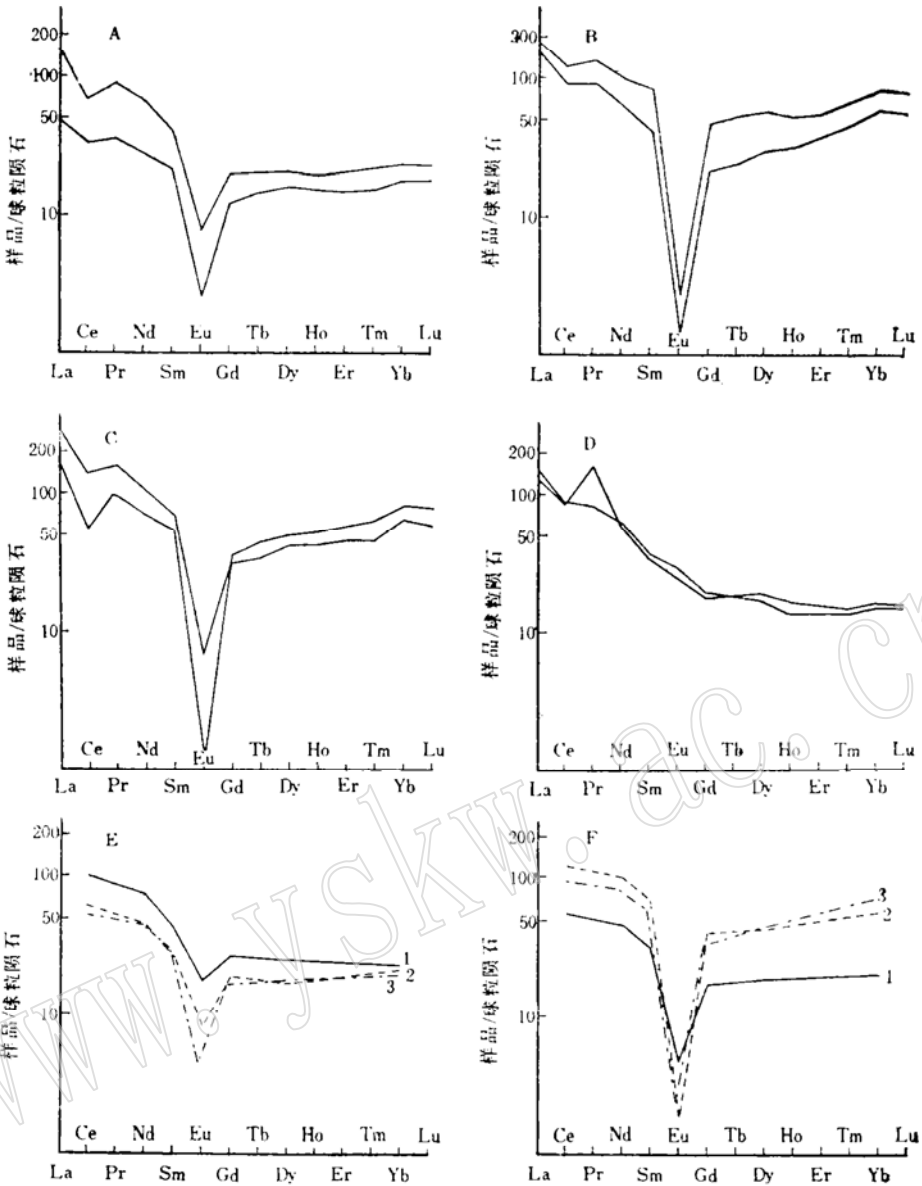 A
200
100
50
10
样品/球粒陨石
Ce Nd Eu Tb Ho Tm Lu
La Pr Sm Gd Dy Er Yb
B
300
100
50
10
样品/球粒陨石
Ce Nd Eu Tb Ho Tm Lu
La Pr Sm Gd Dy Er Yb
C
200
100
50
10
样品/球粒陨石
Ce Nd Eu Tb Ho Tm Lu
La Pr Sm Gd Dy Er Yb
D
200
100
50
10
样品/球粒陨石
Ce Nd Eu Tb Ho Tm Lu
La Pr Sm Gd Dy Er Yb
E
200
100
50
10
1
2
3
样品/球粒陨石
Ce Nd Eu Tb Ho Tm Lu
La Pr Sm Gd Dy Er Yb
F
200
100
50
10
3
2
1
样品/球粒陨石
Ce Nd Eu Tb Ho Tm Lu
La Pr Sm Gd Dy Er Yb
www.yskw.ac.cn